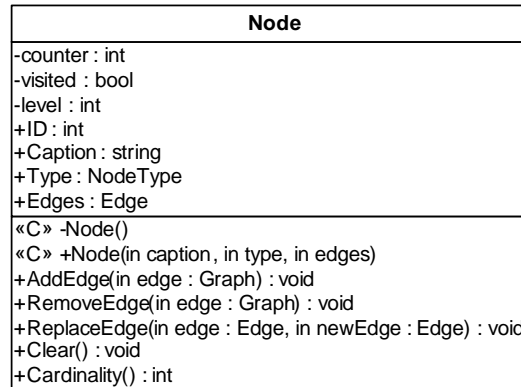 Node
-counter : int
-visited : bool
-level : int
+ID : int
+Caption : string
+Type : NodeType
+Edges : Edge
«C» -Node()
«C» +Node(in caption, in type, in edges)
+AddEdge(in edge : Graph) : void
+RemoveEdge(in edge : Graph) : void
+ReplaceEdge(in edge : Edge, in newEdge : Edge) : void
+Clear() : void
+Cardinality() : int